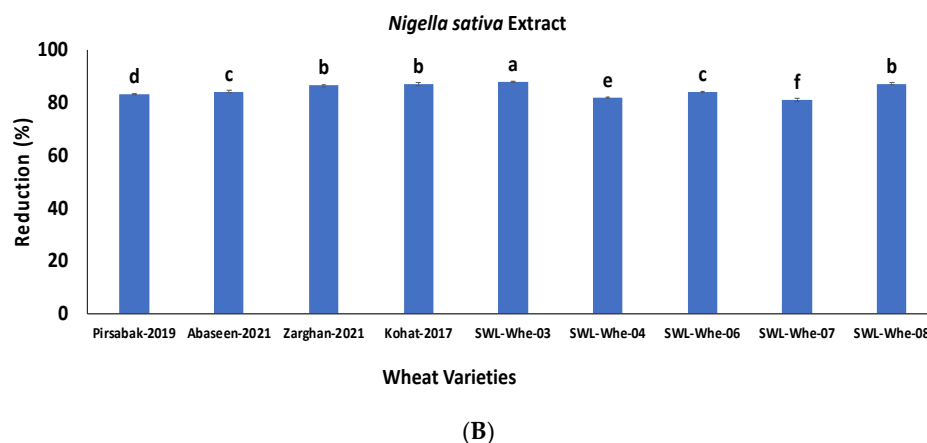 Nigella sativa Extract
100
80
60
40
20
0
Reduction (%)
d c b b a e c f b
Pirsabak-2019 Abaseen-2021 Zarghan-2021 Kohat-2017 SWL-Whe-03 SWL-Whe-04 SWL-Whe-06 SWL-Whe-07 SWL-Whe-08
Wheat Varieties
(B)